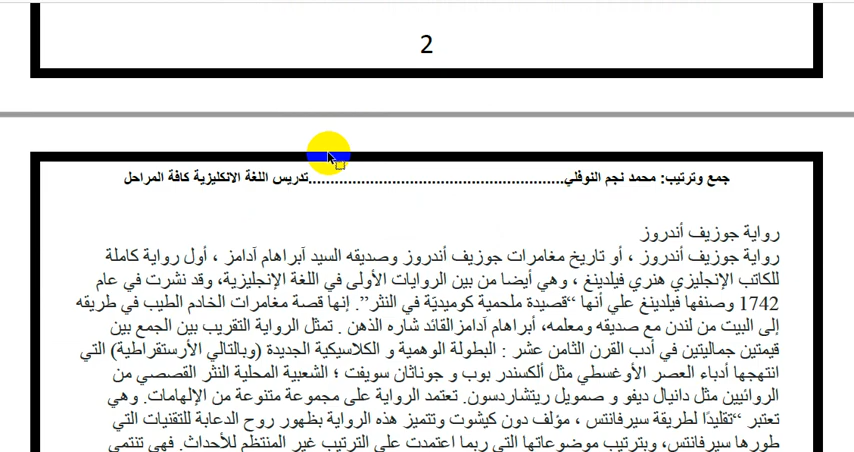 2
جمع وترتيب: محمد نجم النوفلي............................................................تدريس اللغة الانكليزية كافة المراحل
رواية جوزيف أندروز
رواية جوزيف أندروز ، أو تاريخ مغامرات جوزيف أندروز وصديقه السيد آبراهام آدامز ، أول رواية كاملة
للكاتب الإنجليزي هنري فيلدينغ ، وهي أيضا من بين الروايات الأولى في اللغة الإنجليزية، وقد نشرت في عام
1742 وصنفها فيلدينغ علي أنها “قصيدة ملحمية كوميديّة في النثر”. إنها قصة مغامرات الخادم الطيب في طريقه
إلى البيت من لندن مع صديقه ومعلمه، أبراهام آدامزالقائد شاره الذهن . تمثل الرواية التقريب بين الجمع بين
قيمتين جماليتين في أدب القرن الثامن عشر : البطولة الوهمية و الكلاسيكية الجديدة (وبالتالي الأرستقراطية) التي
انتهجها أدباء العصر الأوغسطي مثل ألكسندر بوب و جوناثان سويفت ؛ الشعبية المحلية النثر القصصي من
الروائيين مثل دانيال ديفو و صمويل ريتشاردسون. تعتمد الرواية على مجموعة متنوعة من الإلهامات. وهي
تعتبر “تقليدًا لطريقة سيرفانتس ، مؤلف دون كيشوت وتتميز هذه الرواية بظهور روح الدعابة للتقنيات التي
طورها سيرفانتس، وبترتيب موضوعاتها التي ربما اعتمدت على الترتيب غير المنتظم للأحداث. فهي تنتمي